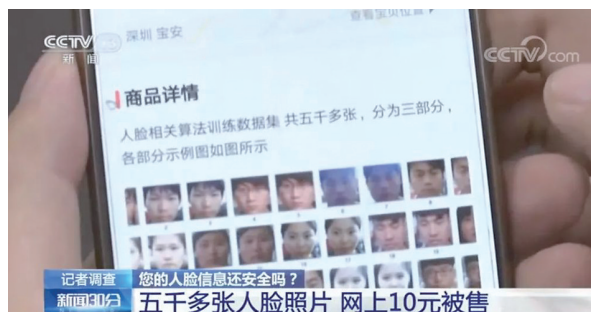 CCTV
新闻
深圳 宝安
查看宝贝位置
CCTV.com
商品详情
人脸相关算法训练数据集 共五千多张，分为三部分，
各部分示例图如图所示
记者调查
您的人脸信息还安全吗？
新闻30分
五千多张人脸照片 网上10元被售